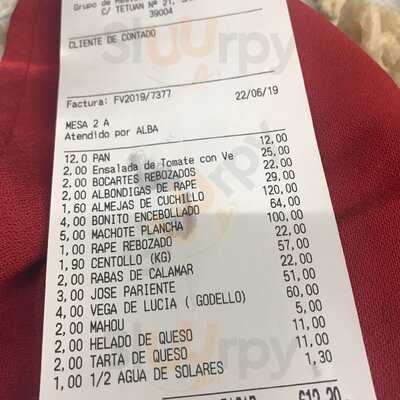 Grupo de
C/ TETUAN Nº 21,
39004
CLIENTE DE CONTADO
Factura: FV2019/7377 22/06/19
MESA 2 A
Atendido por ALBA
12,0 PAN 12,00
2,00 Ensalada de Tomate con Ve 25,00
2,00 BOCARTES REBOZADOS 22,00
2,00 ALBONDIGAS DE RAPE 29,00
1,60 ALMEJAS DE CUCHILLO 120,00
4,00 BONITO ENCEBOLLADO 64,00
5,00 MACHOTE PLANCHA 100,00
1,00 RAPE REBOZADO 22,00
1,90 CENTOLLO (KG) 57,00
2,00 RABAS DE CALAMAR 22,00
3,00 JOSE PARIENTE 51,00
4,00 VEGA DE LUCIA ( GODELLO) 60,00
2,00 MAHOU 5,00
2,00 HELADO DE QUESO 11,00
2,00 TARTA DE QUESO 11,00
1,00 1/2 AGUA DE SOLARES 1,30
612,30
Sluurpy